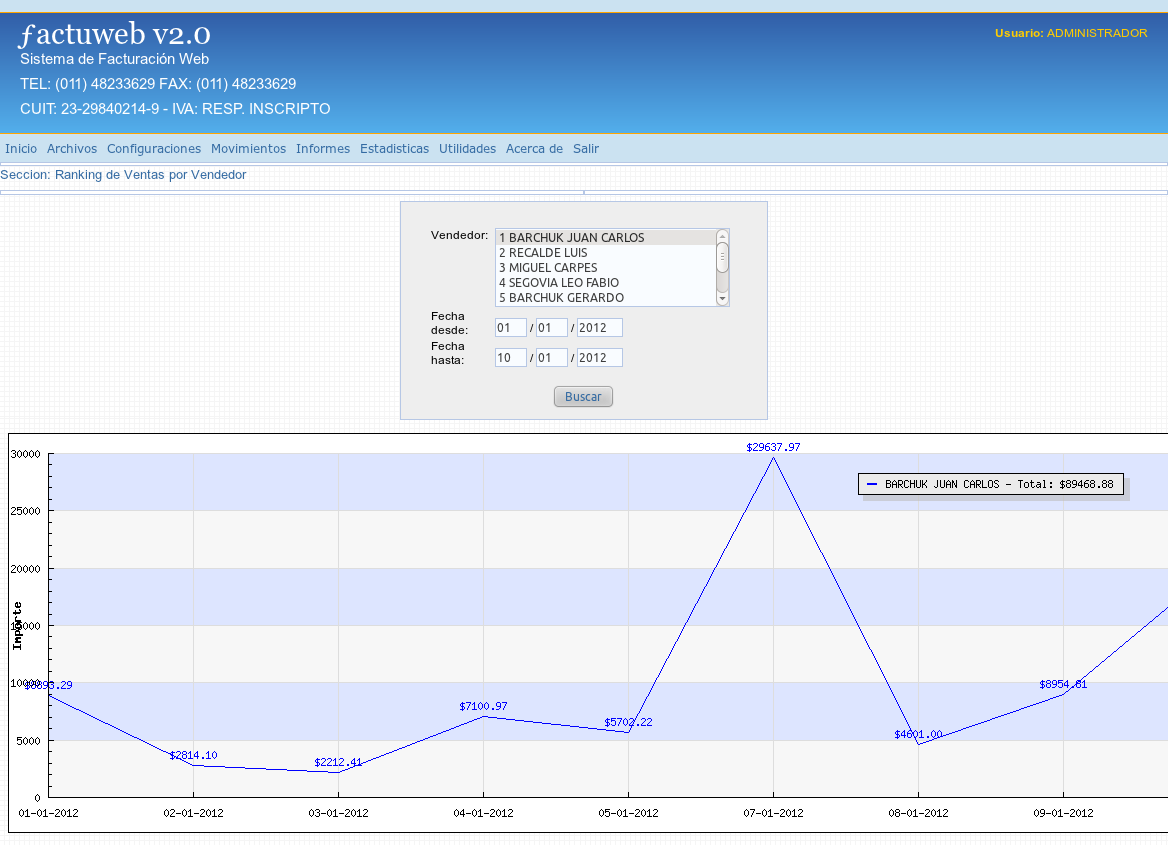 factuweb v2.0
Usuario: ADMINISTRADOR
Sistema de Facturación Web
TEL: (011) 48233629 FAX: (011) 48233629
CUIT: 23-29840214-9 - IVA: RESP. INSCRIPTO
Inicio Archivos Configuraciones Movimientos Informes Estadisticas Utilidades Acerca de Salir
Seccion: Ranking de Ventas por Vendedor
Vendedor:
1 BARCHUK JUAN CARLOS
2 RECALDE LUIS
3 MIGUEL CARPES
4 SEGOVIA LEO FABIO
5 BARCHUK GERARDO
Fecha desde: 01 / 01 / 2012
Fecha hasta: 10 / 01 / 2012
Buscar
$29637.97
30000
BARCHUK JUAN CARLOS - Total: $89468.88
25000
20000
Importe
15000
10000
$8893.29
$8954.81
$7100.97
$5702.22
$4601.00
5000
$2814.10
$2212.41
0
01-01-2012 02-01-2012 03-01-2012 04-01-2012 05-01-2012 07-01-2012 08-01-2012 09-01-2012